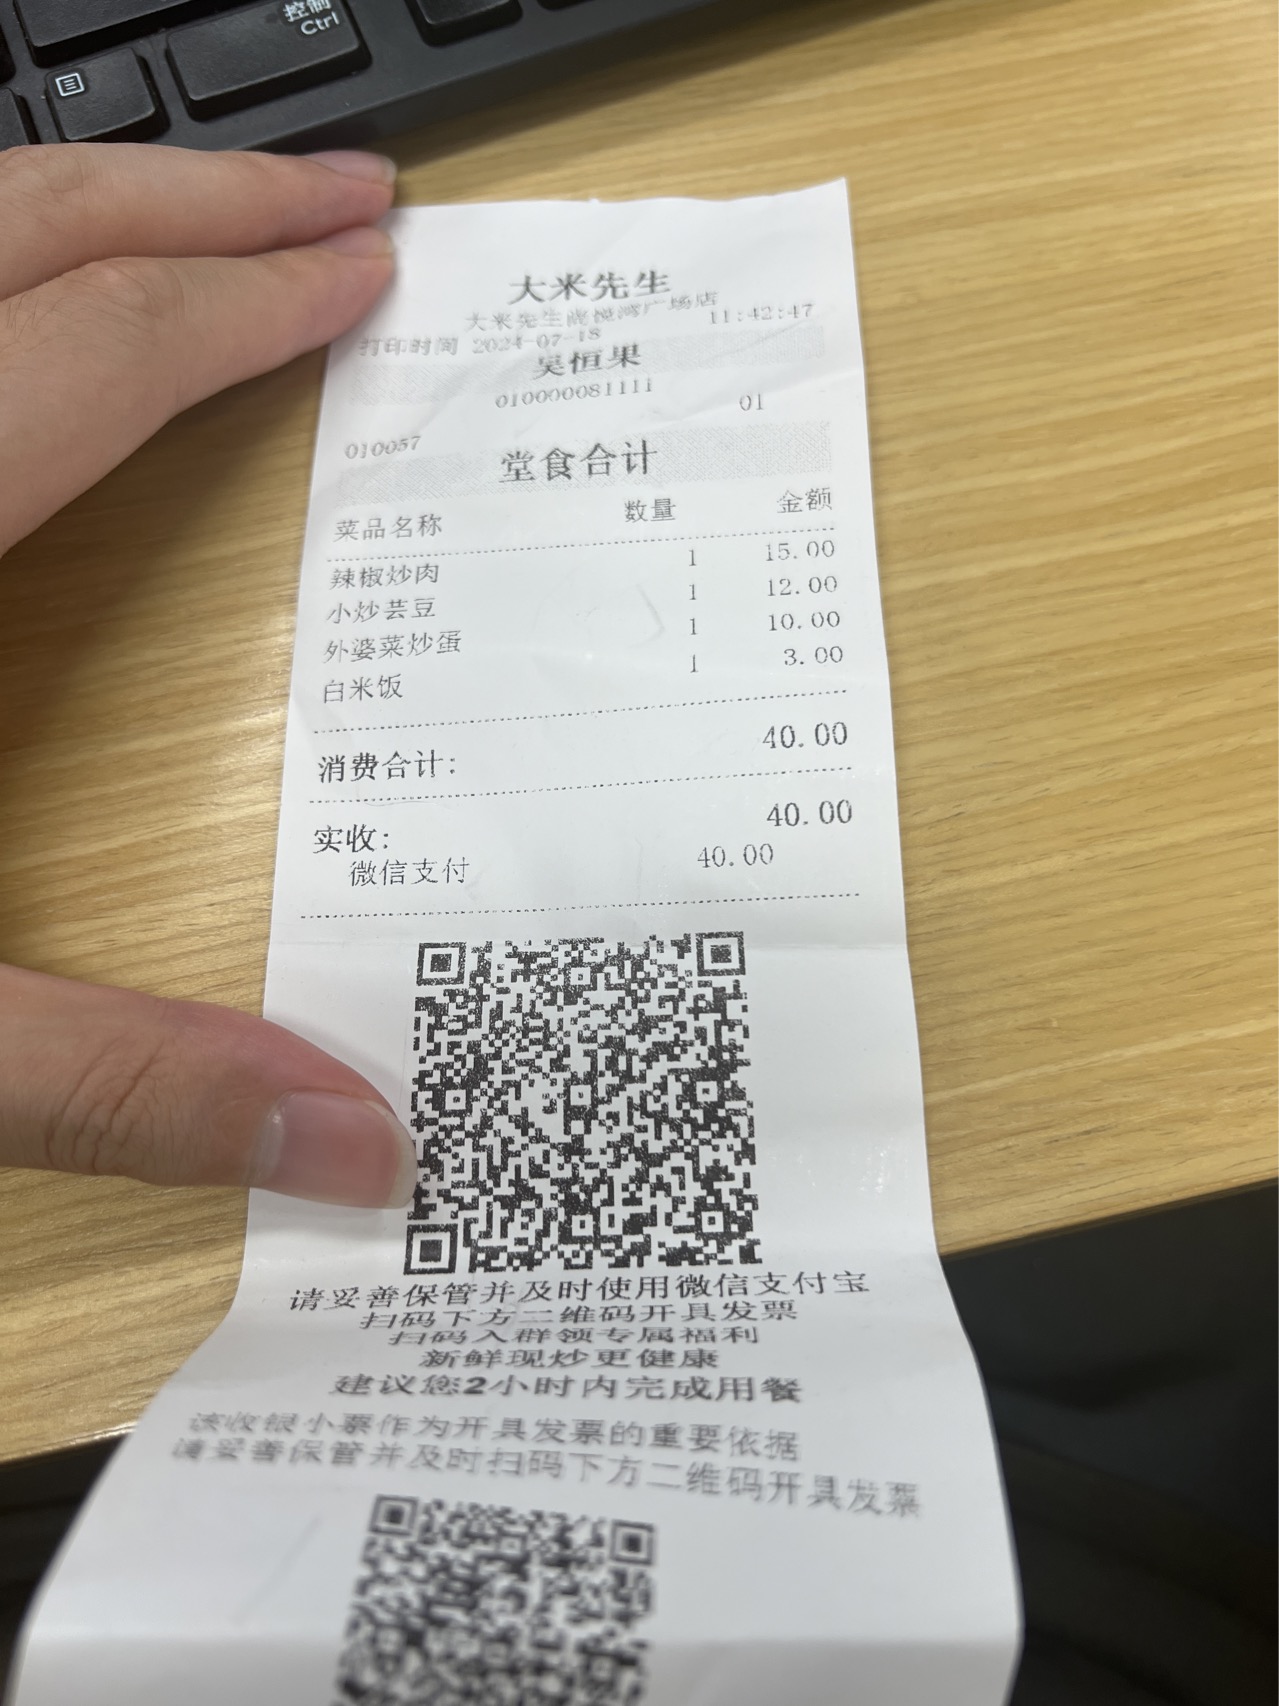 控制
Ctrl
大米先生
大米先生 广场店
打印时间 2024-07-18 11:42:47
吴恒果
010000081111i
010057 01
堂食合计
菜品名称 数量 金额
辣椒炒肉 1 15.00
小炒芸豆 1 12.00
外婆菜炒蛋 1 10.00
白米饭 1 3.00
消费合计: 40.00
实收: 40.00
微信支付 40.00
请妥善保管并及时使用微信支付宝
扫码下方二维码开具发票
扫码入群领专属福利
新鲜现炒更健康
建议您2小时内完成用餐
该收银小票作为开具发票的重要依据
请妥善保管并及时扫码下方二维码开具发票